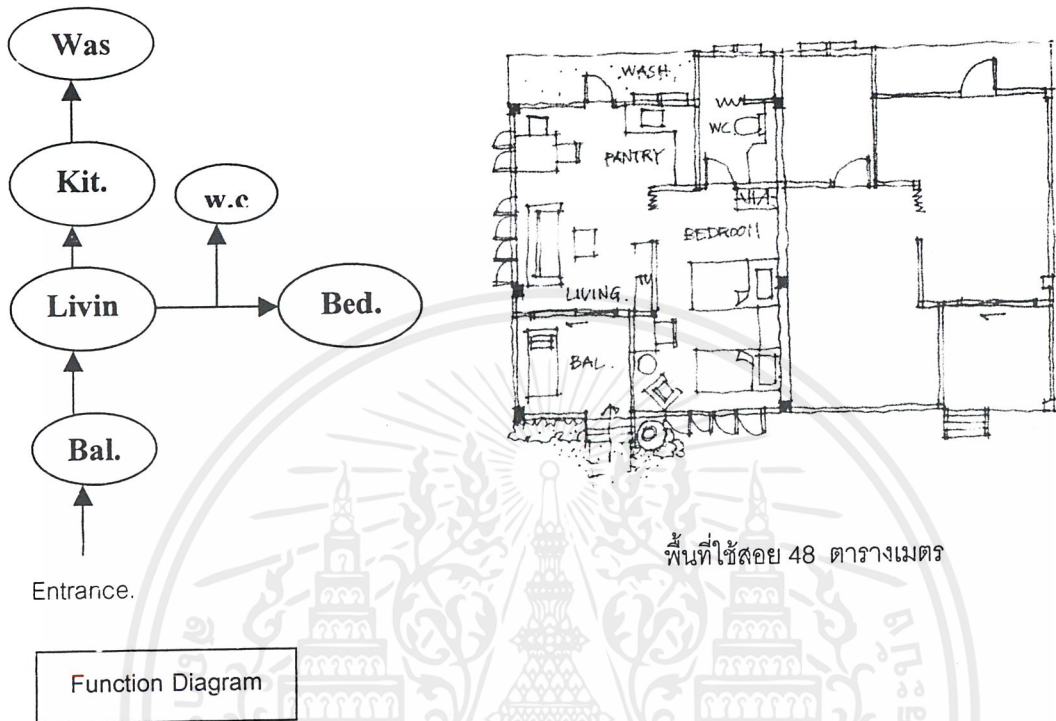 Was
Kit.
w.c
Livin
Bed.
Bal.
Entrance.
Function Diagram
WASH.
WC.
PANTRY
BEDROOM
LIVING.
BAL.
พื้นที่ใช้สอย 48 ตารางเมตร